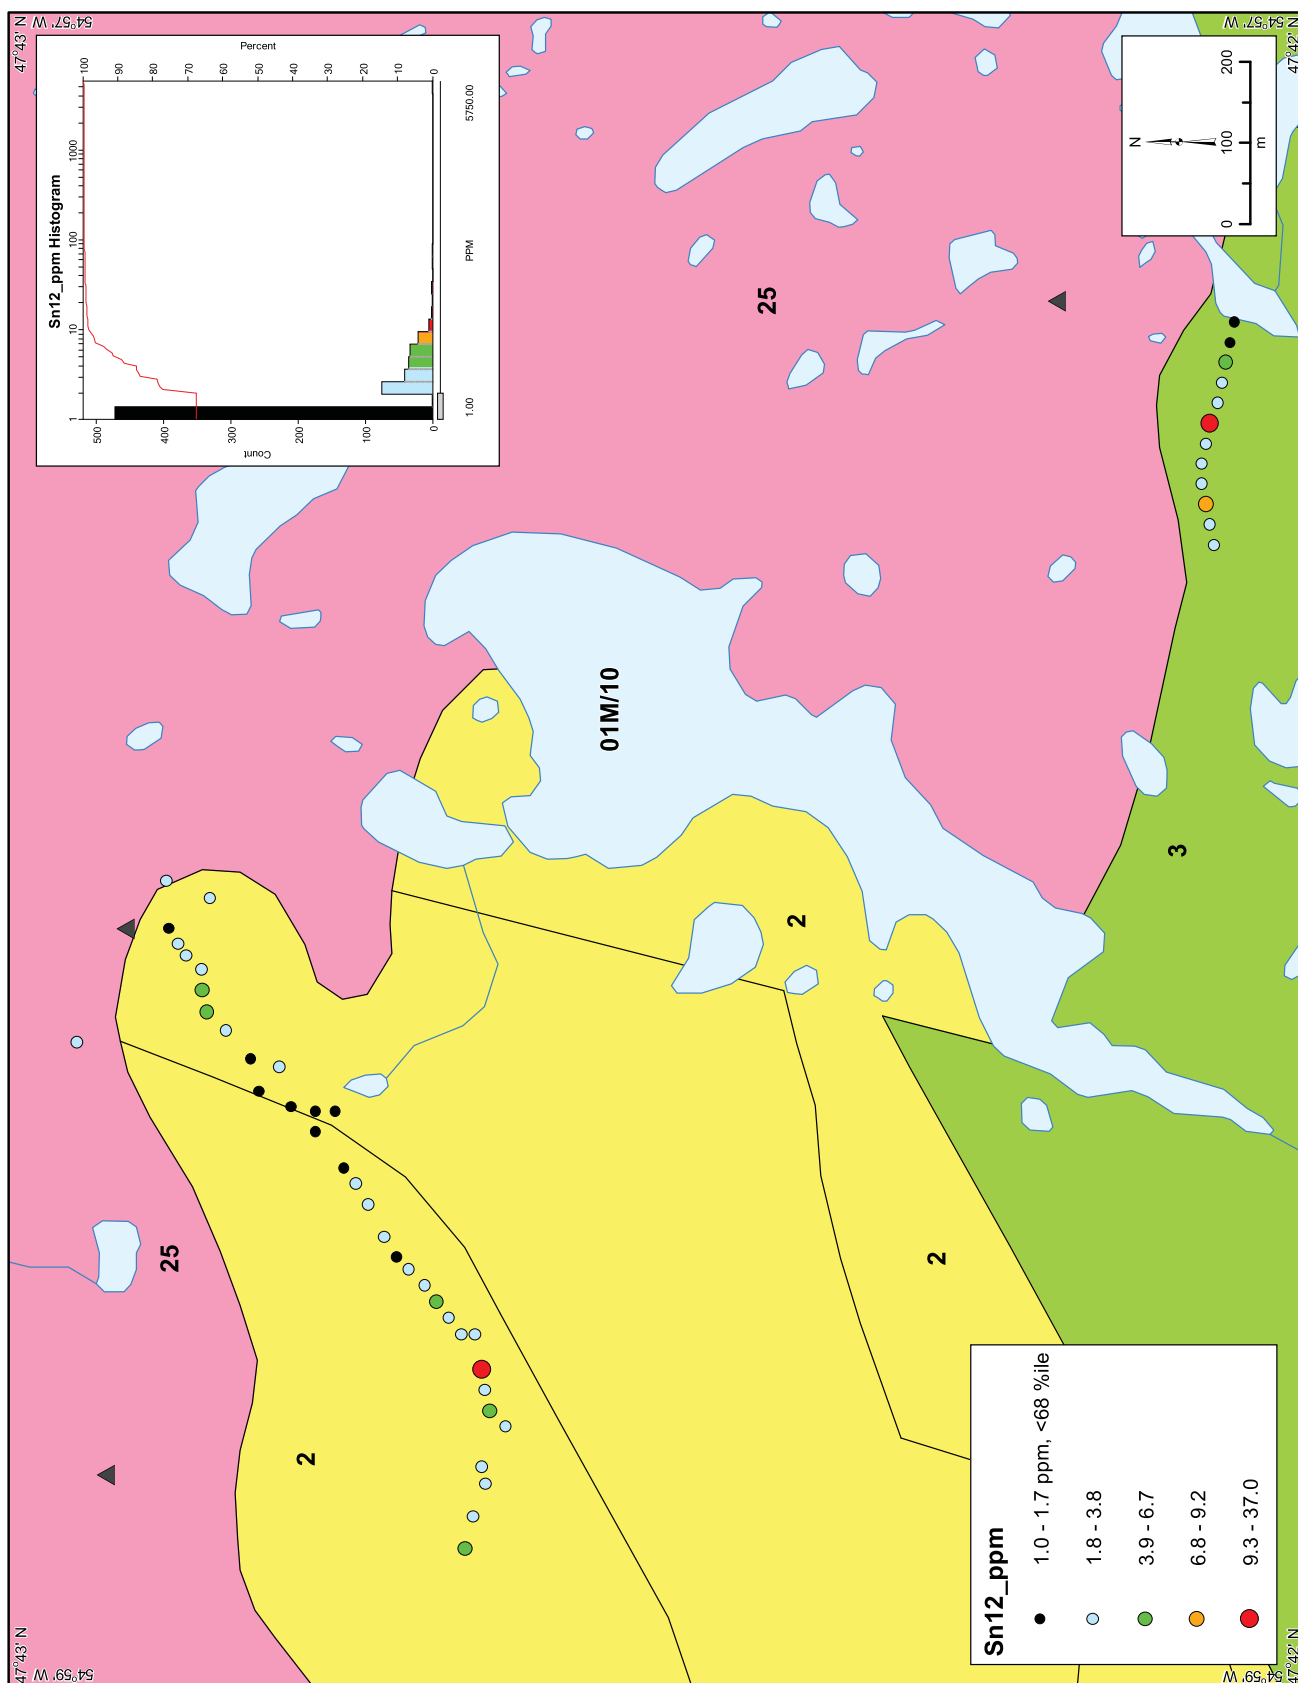 47°43' N
54°59' W
47°43' N
54°57' W
Sn12_ppm Histogram
1
10
100
1000
Count
500
400
300
200
100
0
Percent
100
90
80
70
60
50
40
30
20
10
0
1.00
PPM
5750.00
25
2
25
01M/10
2
2
3
Sn12_ppm
1.0 - 1.7 ppm, <68 %ile
1.8 - 3.8
3.9 - 6.7
6.8 - 9.2
9.3 - 37.0
N
0
100
200
m
54°59' W
47°42' N
54°57' W
47°42' N